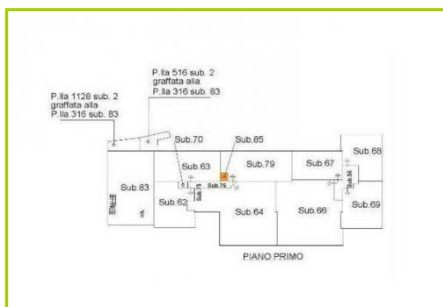 P.lla 516 sub. 2
graffata alla
P.lla 316 sub. 83
P.lla 1128 sub. 2
graffata alla
P.lla 316 sub. 83
Sub.70
Sub.85
Sub.68
Sub.63
Sub.79
Sub.67
Sub.83
Sub.76
Sub.62
Sub.64
Sub.66
Sub.69
PIANO PRIMO